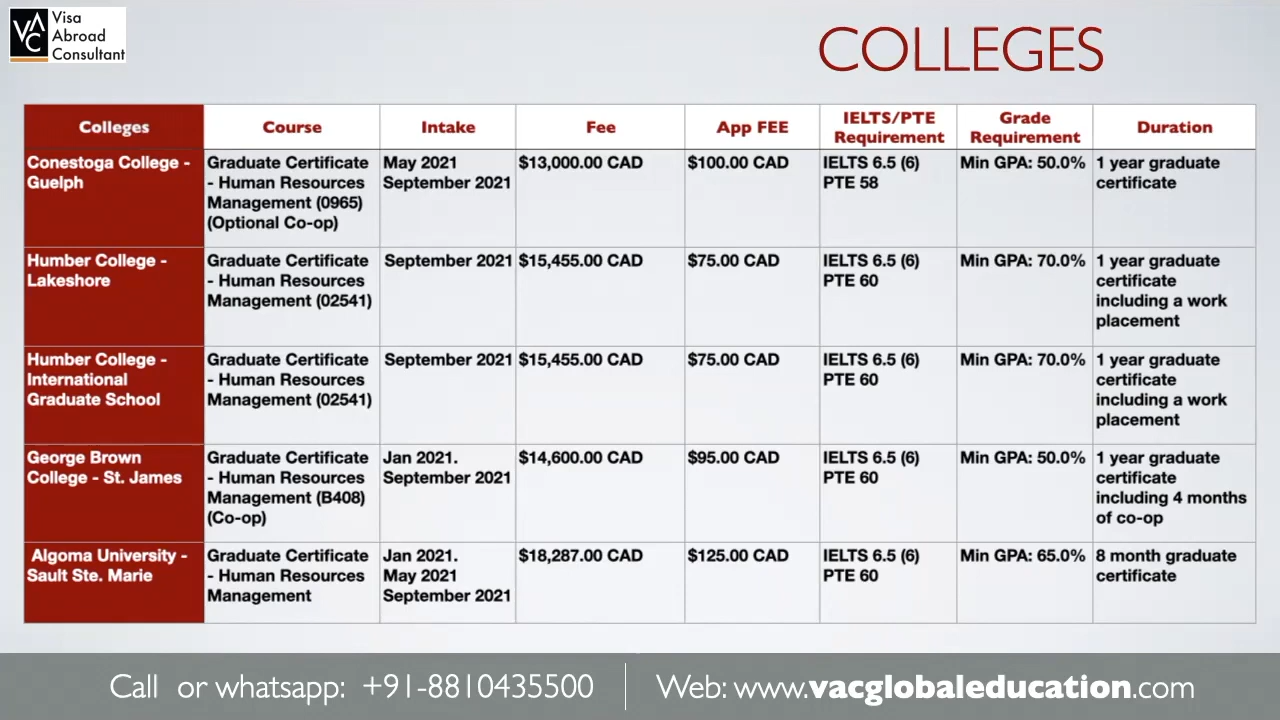 VAC
Visa
Abroad
Consultant
COLLEGES
Colleges
Course
Intake
Fee
App FEE
IELTS/PTE
Requirement
Grade
Requirement
Duration
Conestoga College -
Guelph
Graduate Certificate
- Human Resources
Management (0965)
(Optional Co-op)
May 2021
September 2021
$13,000.00 CAD
$100.00 CAD
IELTS 6.5 (6)
PTE 58
Min GPA: 50.0%
1 year graduate
certificate
Humber College -
Lakeshore
Graduate Certificate
- Human Resources
Management (02541)
September 2021
$15,455.00 CAD
$75.00 CAD
IELTS 6.5 (6)
PTE 60
Min GPA: 70.0%
1 year graduate
certificate
including a work
placement
Humber College -
International
Graduate School
Graduate Certificate
- Human Resources
Management (02541)
September 2021
$15,455.00 CAD
$75.00 CAD
IELTS 6.5 (6)
PTE 60
Min GPA: 70.0%
1 year graduate
certificate
including a work
placement
George Brown
College - St. James
Graduate Certificate
- Human Resources
Management (B408)
(Co-op)
Jan 2021.
September 2021
$14,600.00 CAD
$95.00 CAD
IELTS 6.5 (6)
PTE 60
Min GPA: 50.0%
1 year graduate
certificate
including 4 months
of co-op
Algoma University -
Sault Ste. Marie
Graduate Certificate
- Human Resources
Management
Jan 2021.
May 2021
September 2021
$18,287.00 CAD
$125.00 CAD
IELTS 6.5 (6)
PTE 60
Min GPA: 65.0%
8 month graduate
certificate
Call or whatsapp: +91-8810435500
Web: www.vacglobaleducation.com